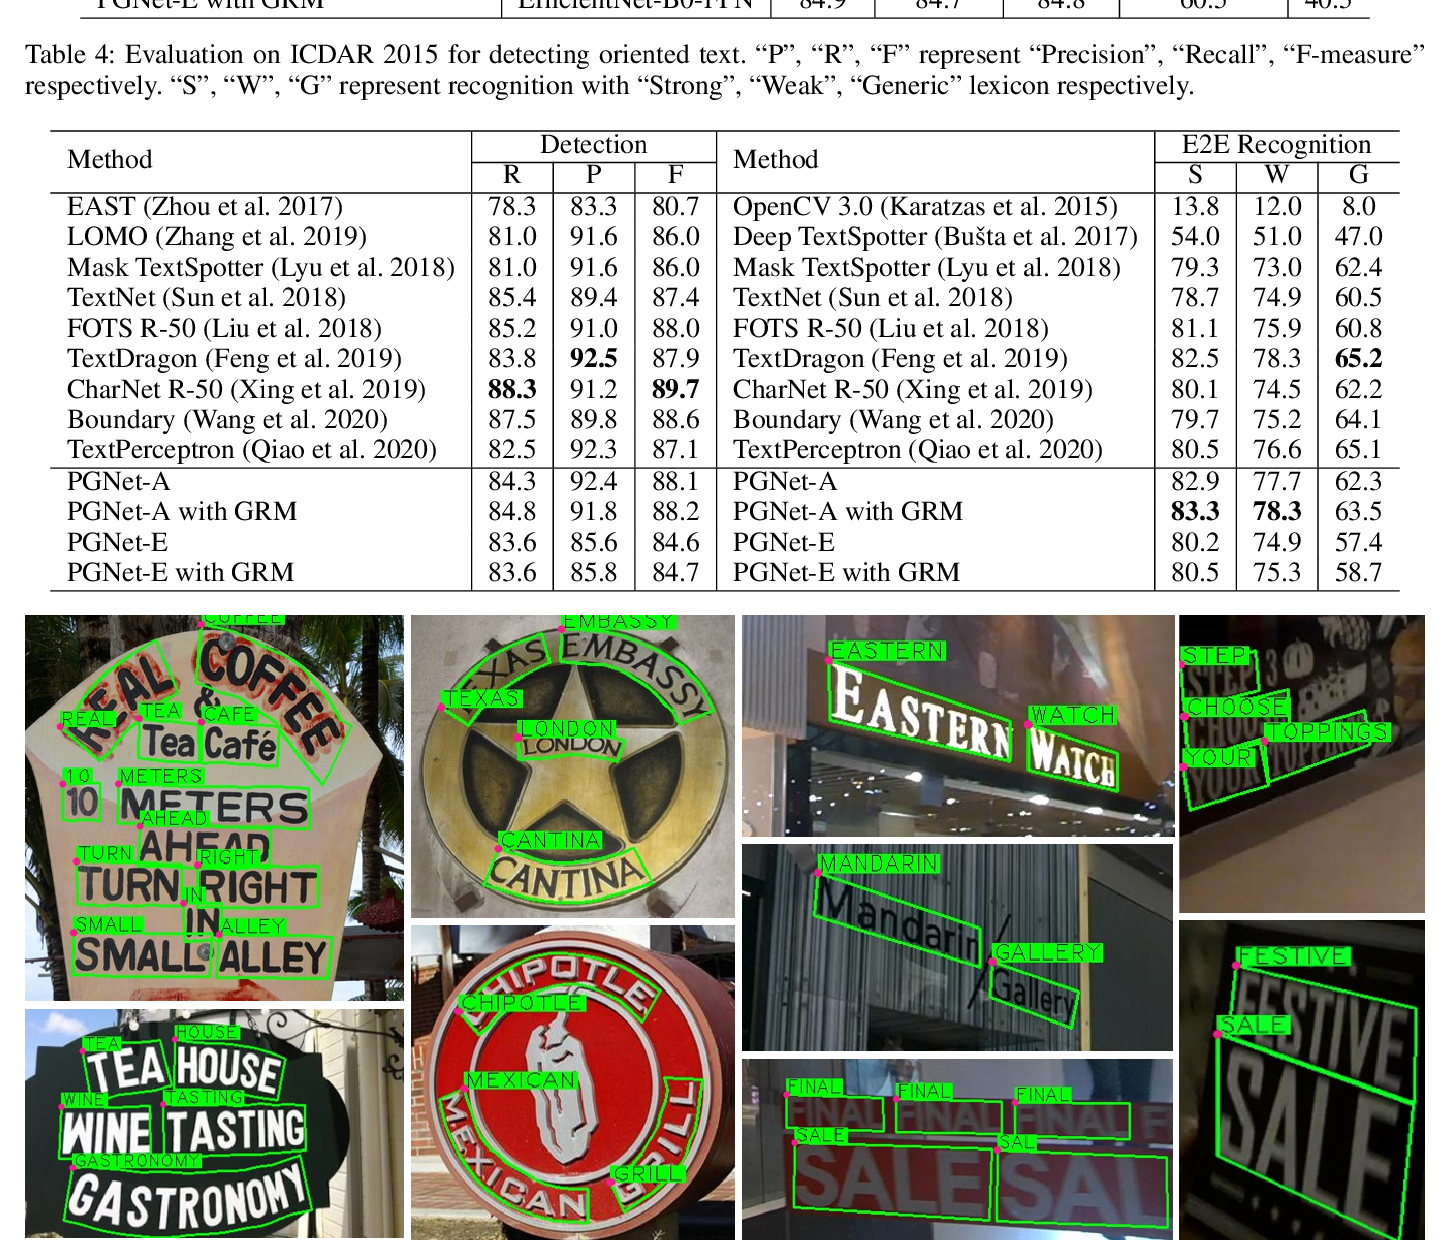 PGNet-E with GRM EfficientNet-B0-FPN 84.9 84.7 84.8 60.5 40.5
Table 4: Evaluation on ICDAR 2015 for detecting oriented text. “P”, “R”, “F” represent “Precision”, “Recall”, “F-measure”
respectively. “S”, “W”, “G” represent recognition with “Strong”, “Weak”, “Generic” lexicon respectively.
Method Detection Method E2E Recognition
R P F S W G
EAST (Zhou et al. 2017) 78.3 83.3 80.7 OpenCV 3.0 (Karatzas et al. 2015) 13.8 12.0 8.0
LOMO (Zhang et al. 2019) 81.0 91.6 86.0 Deep TextSpotter (Bušta et al. 2017) 54.0 51.0 47.0
Mask TextSpotter (Lyu et al. 2018) 81.0 91.6 86.0 Mask TextSpotter (Lyu et al. 2018) 79.3 73.0 62.4
TextNet (Sun et al. 2018) 85.4 89.4 87.4 TextNet (Sun et al. 2018) 78.7 74.9 60.5
FOTS R-50 (Liu et al. 2018) 85.2 91.0 88.0 FOTS R-50 (Liu et al. 2018) 81.1 75.9 60.8
TextDragon (Feng et al. 2019) 83.8 92.5 87.9 TextDragon (Feng et al. 2019) 82.5 78.3 65.2
CharNet R-50 (Xing et al. 2019) 88.3 91.2 89.7 CharNet R-50 (Xing et al. 2019) 80.1 74.5 62.2
Boundary (Wang et al. 2020) 87.5 89.8 88.6 Boundary (Wang et al. 2020) 79.7 75.2 64.1
TextPerceptron (Qiao et al. 2020) 82.5 92.3 87.1 TextPerceptron (Qiao et al. 2020) 80.5 76.6 65.1
PGNet-A 84.3 92.4 88.1 PGNet-A 82.9 77.7 62.3
PGNet-A with GRM 84.8 91.8 88.2 PGNet-A with GRM 83.3 78.3 63.5
PGNet-E 83.6 85.6 84.6 PGNet-E 80.2 74.9 57.4
PGNet-E with GRM 83.6 85.8 84.7 PGNet-E with GRM 80.5 75.3 58.7
COFFEE
REAL COFFEE
&
REAL TEA CAFE
Tea Café
10 METERS
10 METERS
AHEAD
AHEAD
TURN RIGHT
TURN RIGHT
IN
IN
SMALL ALLEY
SMALL ALLEY
TEA HOUSE
TEA HOUSE
WINE TASTING
WINE TASTING
GASTRONOMY
GASTRONOMY
EMBASSY
TEXAS EMBASSY
TEXAS
LONDON
LONDON
CANTINA
CANTINA
CHIPOTLE
CHIPOTLE
MEXICAN
MEXICAN GRILL
GRILL
EASTERN
EASTERN
WATCH
WATCH
MANDARIN
Mandarin
GALLERY
Gallery
FINAL FINAL FINAL
FINAL FINAL FINAL F
SALE SAL
SALE SAL
STEP
STEP 3
CHOOSE
CHOOSE
TOPPINGS
TOPPINGS
YOUR
YOUR
FESTIVE
FESTIVE
SALE
SALE